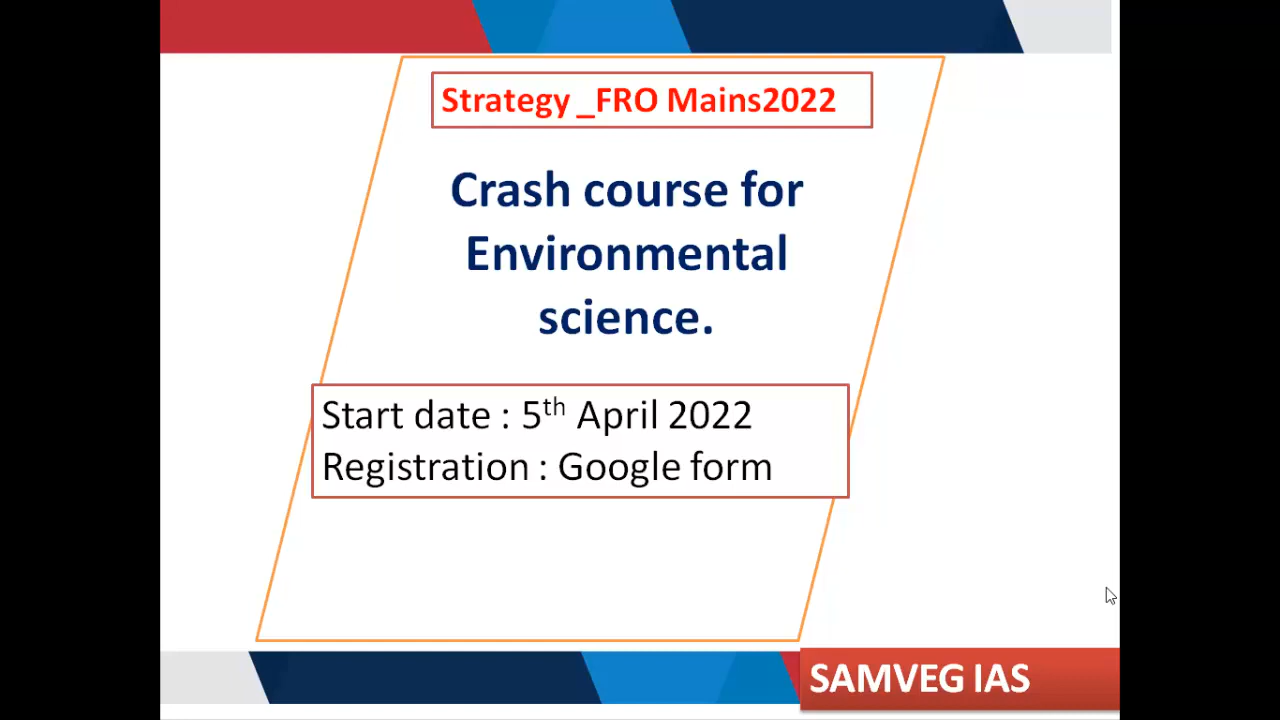 Strategy _FRO Mains2022
Crash course for
Environmental
science.
Start date : 5th April 2022
Registration : Google form
SAMVEG IAS